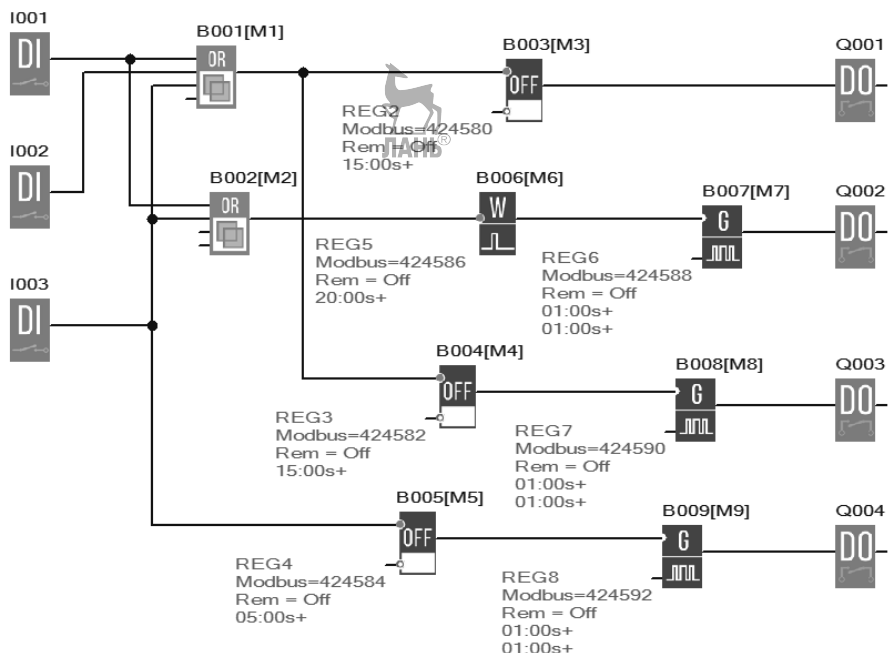 I001
DI
B001[M1]
OR
B003[M3]
OFF
Q001
DO
REG2
Modbus=424580
Rem = Off
15:00s+
ЛАНЬ®
I002
DI
B002[M2]
OR
B006[M6]
W
B007[M7]
G
Q002
DO
REG5
Modbus=424586
Rem = Off
20:00s+
REG6
Modbus=424588
Rem = Off
01:00s+
01:00s+
I003
DI
B004[M4]
OFF
B008[M8]
G
Q003
DO
REG3
Modbus=424582
Rem = Off
15:00s+
REG7
Modbus=424590
Rem = Off
01:00s+
01:00s+
B005[M5]
OFF
B009[M9]
G
Q004
DO
REG4
Modbus=424584
Rem = Off
05:00s+
REG8
Modbus=424592
Rem = Off
01:00s+
01:00s+